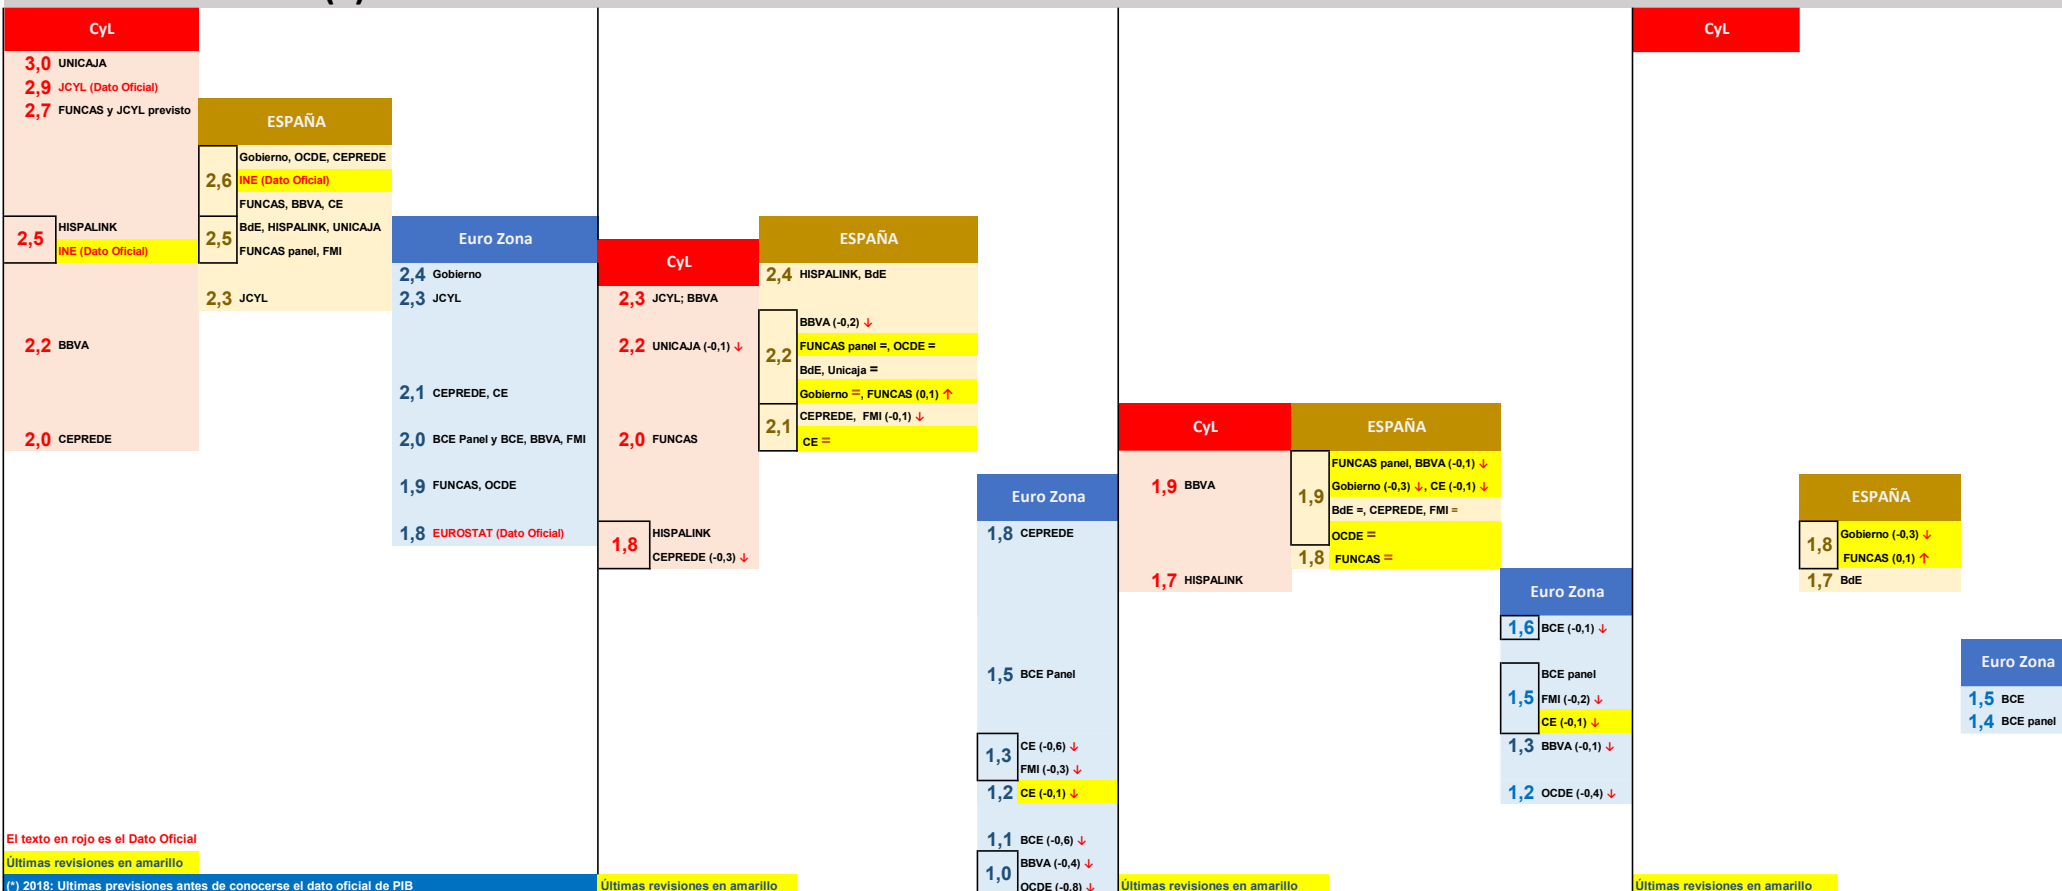 CyL
3,0 UNICAJA
2,9 JCYL (Dato Oficial)
2,7 FUNCAS y JCYL previsto
2,5 HISPALINK
INE (Dato Oficial)
2,2 BBVA
2,0 CEPREDE
ESPAÑA
2,6 Gobierno, OCDE, CEPREDE
INE (Dato Oficial)
FUNCAS, BBVA, CE
2,5 BdE, HISPALINK, UNICAJA
FUNCAS panel, FMI
2,3 JCYL
Euro Zona
2,4 Gobierno
2,3 JCYL
2,1 CEPREDE, CE
2,0 BCE Panel y BCE, BBVA, FMI
1,9 FUNCAS, OCDE
1,8 EUROSTAT (Dato Oficial)
CyL
2,3 JCYL; BBVA
2,2 UNICAJA (-0,1) ↓
2,0 FUNCAS
1,8 HISPALINK
CEPREDE (-0,3) ↓
ESPAÑA
2,4 HISPALINK, BdE
2,2 BBVA (-0,2) ↓
FUNCAS panel =, OCDE =
BdE, Unicaja =
Gobierno =, FUNCAS (0,1) ↑
2,1 CEPREDE, FMI (-0,1) ↓
CE =
Euro Zona
1,8 CEPREDE
1,5 BCE Panel
1,3 CE (-0,6) ↓
FMI (-0,3) ↓
1,2 CE (-0,1) ↓
1,1 BCE (-0,6) ↓
1,0 BBVA (-0,4) ↓
OCDE (-0,8) ↓
CyL
1,9 BBVA
1,7 HISPALINK
ESPAÑA
1,9 FUNCAS panel, BBVA (-0,1) ↓
Gobierno (-0,3) ↓, CE (-0,1) ↓
BdE =, CEPREDE, FMI =
OCDE =
1,8 FUNCAS =
Euro Zona
1,6 BCE (-0,1) ↓
1,5 BCE panel
FMI (-0,2) ↓
CE (-0,1) ↓
1,3 BBVA (-0,1) ↓
1,2 OCDE (-0,4) ↓
CyL
ESPAÑA
1,8 Gobierno (-0,3) ↓
FUNCAS (0,1) ↑
1,7 BdE
Euro Zona
1,5 BCE
1,4 BCE panel
El texto en rojo es el Dato Oficial
Últimas revisiones en amarillo
(*) 2018: Ultimas previsiones antes de conocerse el dato oficial de PIB
Últimas revisiones en amarillo
Últimas revisiones en amarillo
Últimas revisiones en amarillo